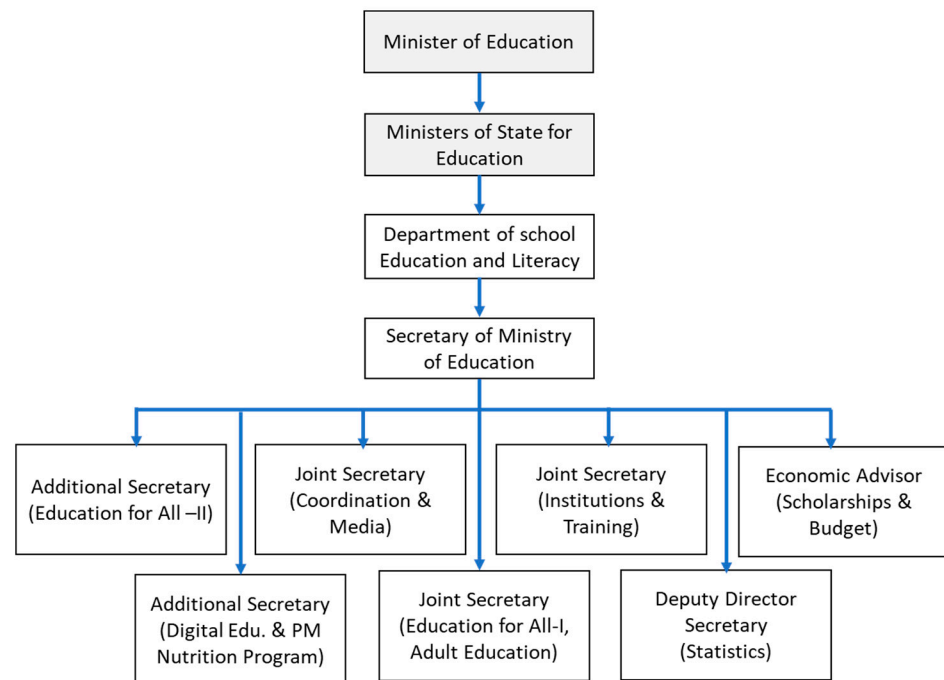 Minister of Education
Ministers of State for
Education
Department of school
Education and Literacy
Secretary of Ministry
of Education
Additional Secretary
(Education for All –II)
Joint Secretary
(Coordination &
Media)
Joint Secretary
(Institutions &
Training)
Economic Advisor
(Scholarships &
Budget)
Additional Secretary
(Digital Edu. & PM
Nutrition Program)
Joint Secretary
(Education for All-I,
Adult Education)
Deputy Director
Secretary
(Statistics)